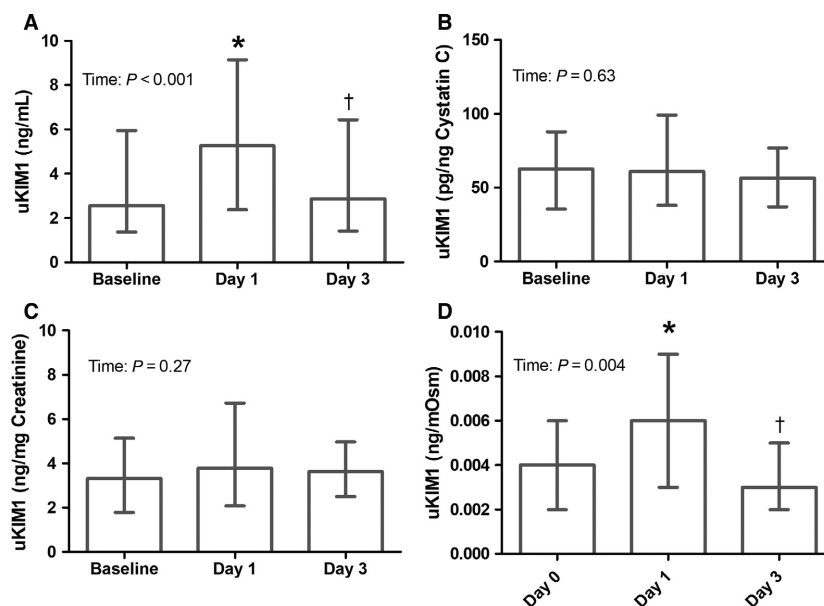 A
uKIM1 (ng/mL)
10
8
6
4
2
0
Time: P < 0.001
*
†
Baseline
Day 1
Day 3
B
uKIM1 (pg/ng Cystatin C)
150
100
50
0
Time: P = 0.63
Baseline
Day 1
Day 3
C
uKIM1 (ng/mg Creatinine)
10
8
6
4
2
0
Time: P = 0.27
Baseline
Day 1
Day 3
D
uKIM1 (ng/mOsm)
0.010
0.008
0.006
0.004
0.002
0.000
Time: P = 0.004
*
†
Day 0
Day 1
Day 3